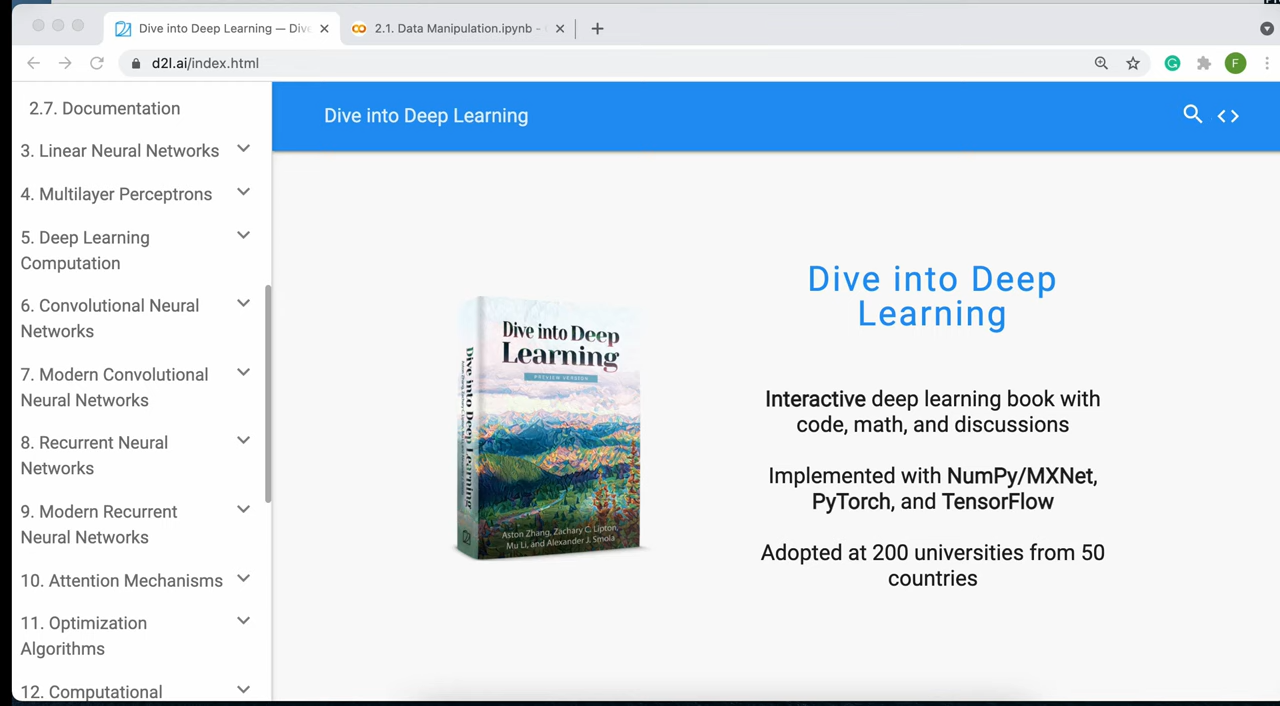 Dive into Deep Learning — Dive
2.1. Data Manipulation.ipynb -
d2l.ai/index.html
F
2.7. Documentation
3. Linear Neural Networks
4. Multilayer Perceptrons
5. Deep Learning
Computation
6. Convolutional Neural
Networks
7. Modern Convolutional
Neural Networks
8. Recurrent Neural
Networks
9. Modern Recurrent
Neural Networks
10. Attention Mechanisms
11. Optimization
Algorithms
12. Computational
Dive into Deep Learning
Dive into Deep
Learning
PREVIEW VERSION
Dive into Deep Learning
Aston Zhang, Zachary C. Lipton,
Mu Li, and Alexander J. Smola
Dive into Deep
Learning
Interactive deep learning book with
code, math, and discussions
Implemented with NumPy/MXNet,
PyTorch, and TensorFlow
Adopted at 200 universities from 50
countries